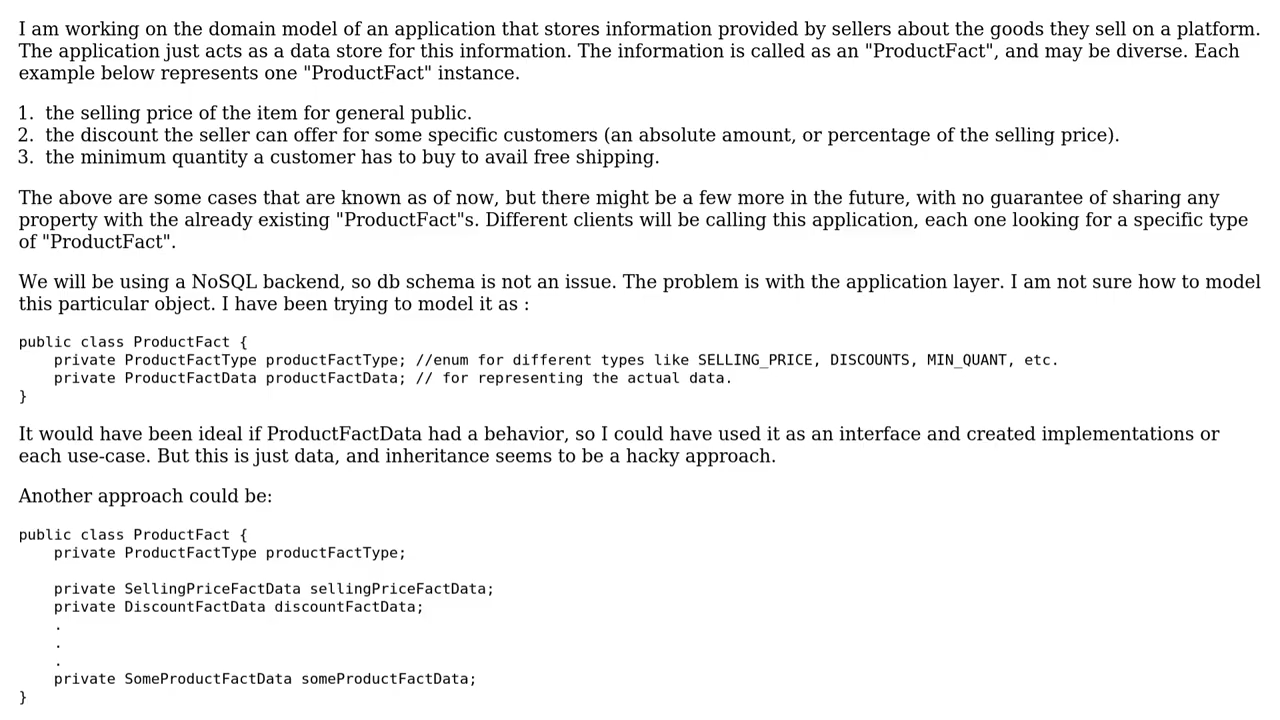 I am working on the domain model of an application that stores information provided by sellers about the goods they sell on a platform.
The application just acts as a data store for this information. The information is called as an "ProductFact", and may be diverse. Each
example below represents one "ProductFact" instance.
1. the selling price of the item for general public.
2. the discount the seller can offer for some specific customers (an absolute amount, or percentage of the selling price).
3. the minimum quantity a customer has to buy to avail free shipping.
The above are some cases that are known as of now, but there might be a few more in the future, with no guarantee of sharing any
property with the already existing "ProductFact"s. Different clients will be calling this application, each one looking for a specific type
of "ProductFact".
We will be using a NoSQL backend, so db schema is not an issue. The problem is with the application layer. I am not sure how to model
this particular object. I have been trying to model it as :
public class ProductFact {
    private ProductFactType productFactType; //enum for different types like SELLING_PRICE, DISCOUNTS, MIN_QUANT, etc.
    private ProductFactData productFactData; // for representing the actual data.
}
It would have been ideal if ProductFactData had a behavior, so I could have used it as an interface and created implementations or
each use-case. But this is just data, and inheritance seems to be a hacky approach.
Another approach could be:
public class ProductFact {
    private ProductFactType productFactType;
    private SellingPriceFactData sellingPriceFactData;
    private DiscountFactData discountFactData;
    .
    .
    .
    private SomeProductFactData someProductFactData;
}